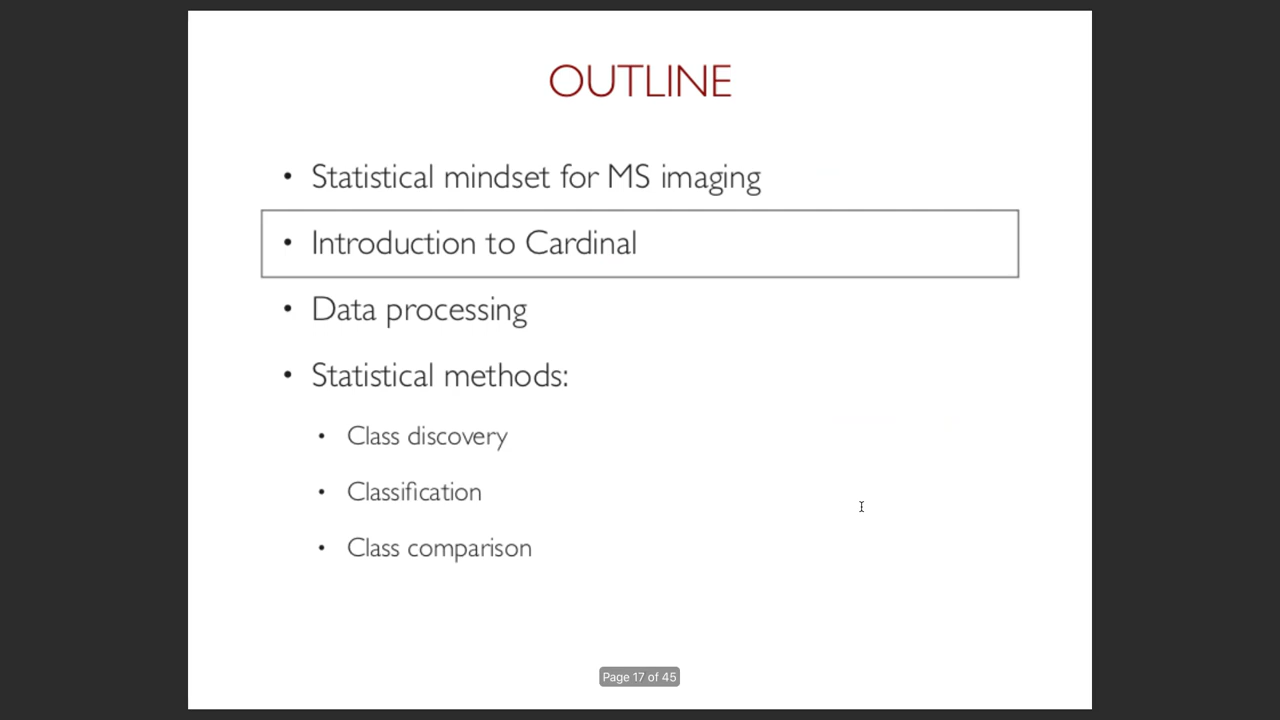 OUTLINE
• Statistical mindset for MS imaging
• Introduction to Cardinal
• Data processing
• Statistical methods:
• Class discovery
• Classification
• Class comparison
Page 17 of 45